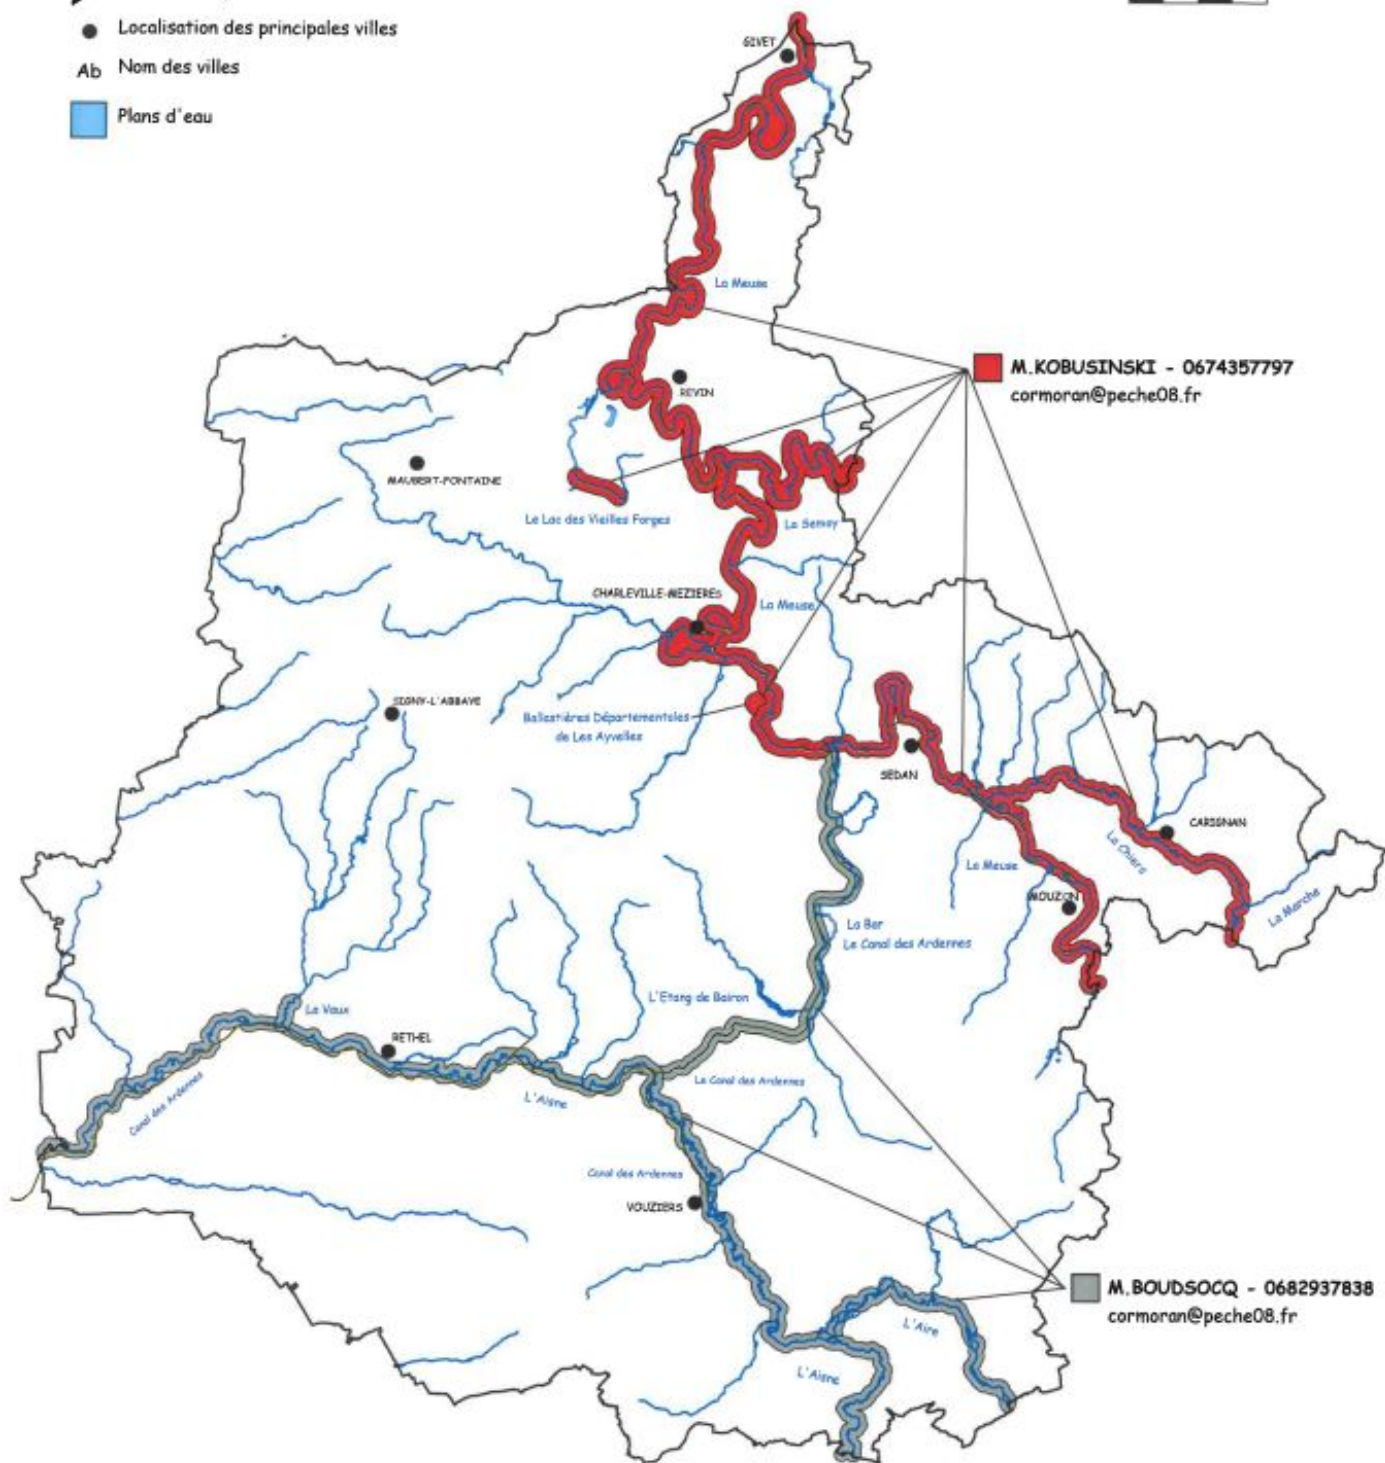 Localisation des principales villes
Ab Nom des villes
Plans d'eau
GIVET
La Meuse
M.KOBUSINSKI - 0674357797
cormoran@peche08.fr
REVIN
MAUBERT-FONTAINE
Le Lac des Vieilles Forges
La Semoy
CHARLEVILLE-MEZIERES
La Meuse
SIGNY-L'ABBAYE
Ballastières Départementales
de Les Ayvelles
SEDAN
CARIGNAN
La Chiers
La Meuse
MOUZON
La Marche
La Bar
Le Canal des Ardennes
L'Etang de Bairon
La Vaux
RETHEL
Le Canal des Ardennes
Canal des Ardennes
L'Aisne
Canal des Ardennes
VOUZIERS
M.BOUDSOCQ - 0682937838
cormoran@peche08.fr
L'Aire
L'Aisne